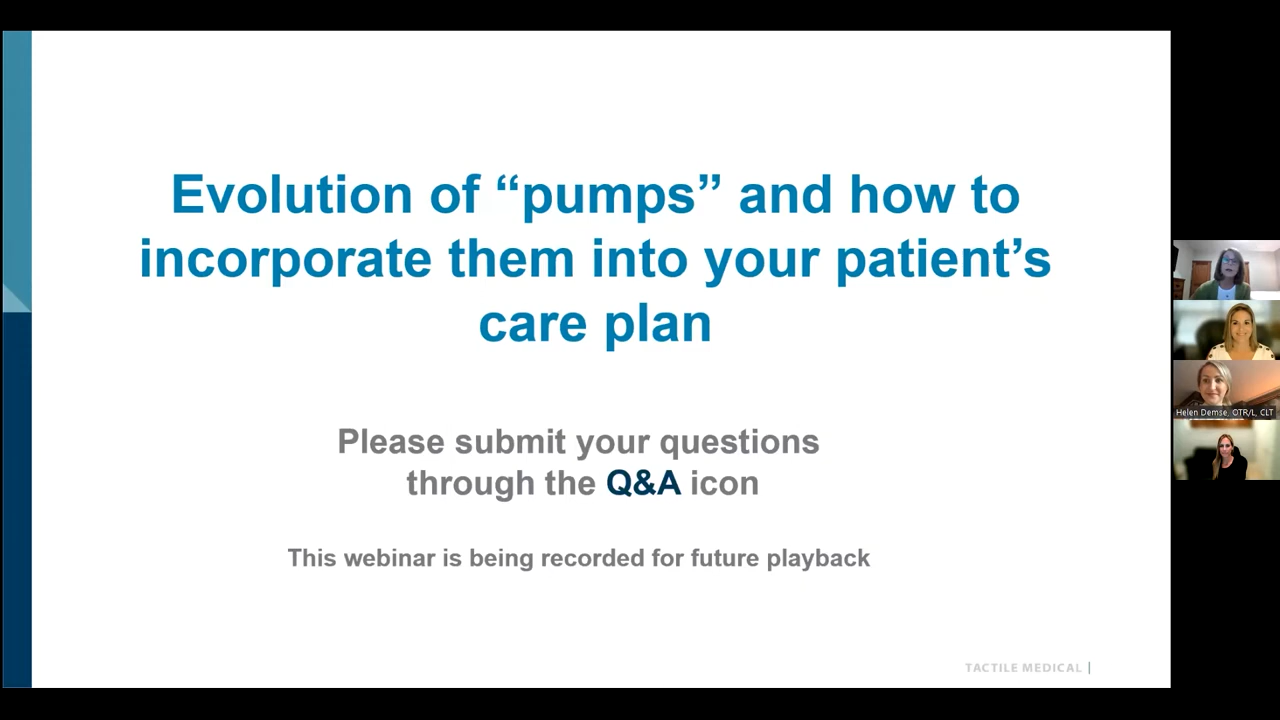 Evolution of “pumps” and how to
incorporate them into your patient’s
care plan
Please submit your questions
through the Q&A icon
This webinar is being recorded for future playback
TACTILE MEDICAL |
Helen Demse, OTR/L, CLT